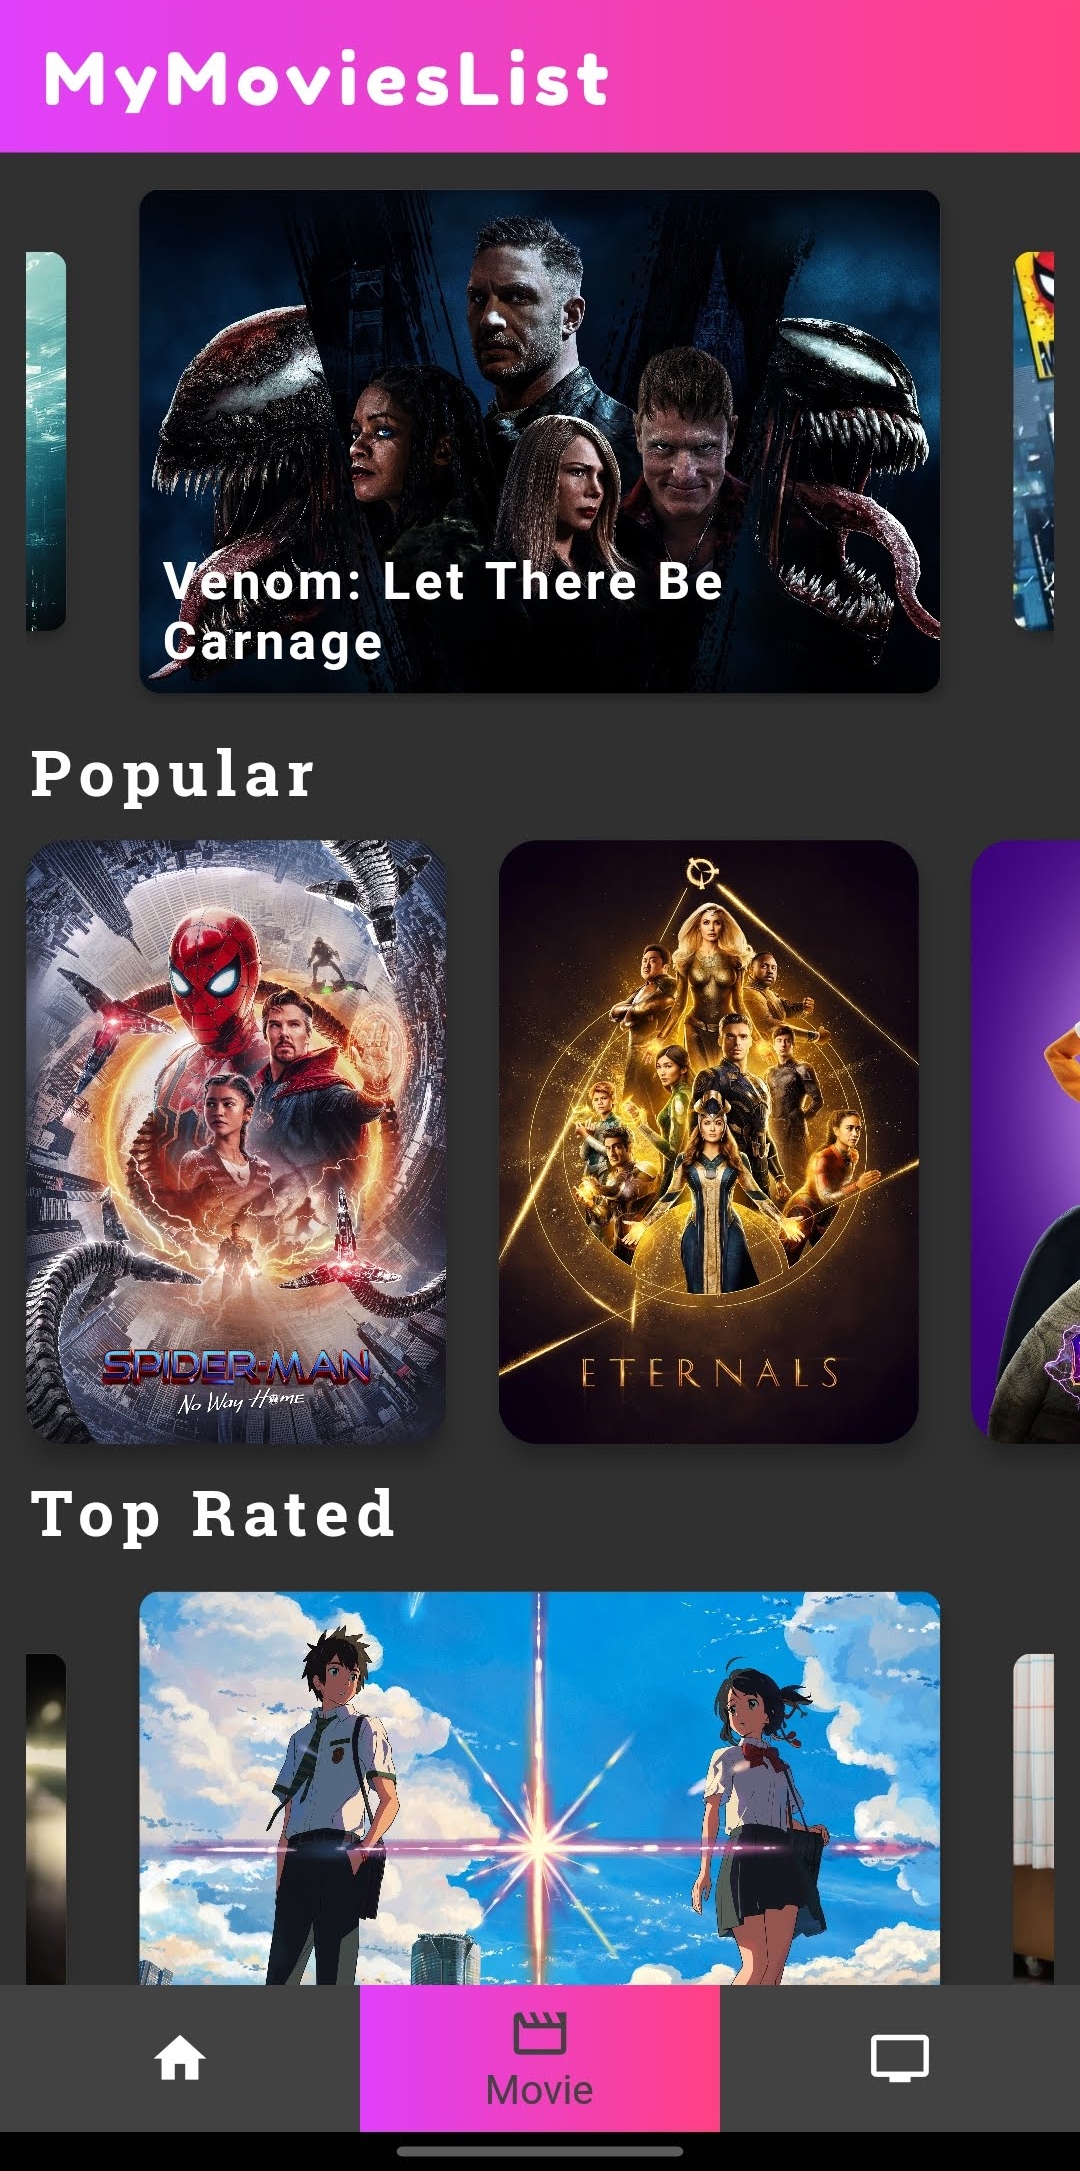 MyMoviesList
Venom: Let There Be
Carnage
Popular
SPIDER-MAN
No Way Home
ETERNALS
Top Rated
Movie